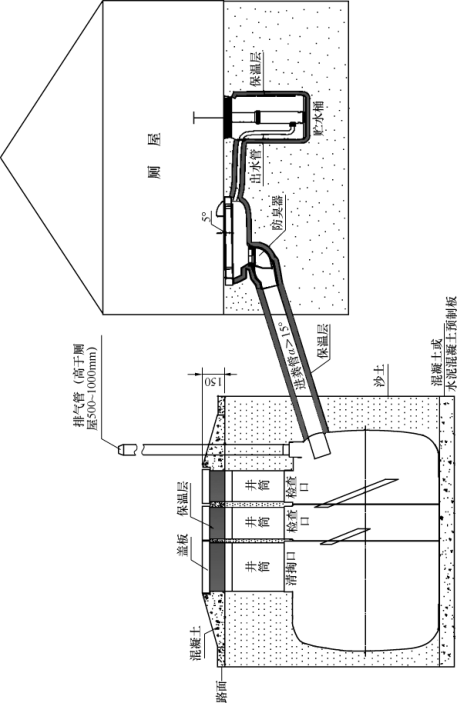 厕 屋
保温层
贮水桶
出水管
5°
防臭器
进粪管α＞15°
保温层
排气管（高于厕
屋500~1000mm）
150
沙土
混凝土或
水泥混凝土预制板
保温层
盖板
井筒
检查口
井筒
检查口
井筒
清掏口
混凝土
路面